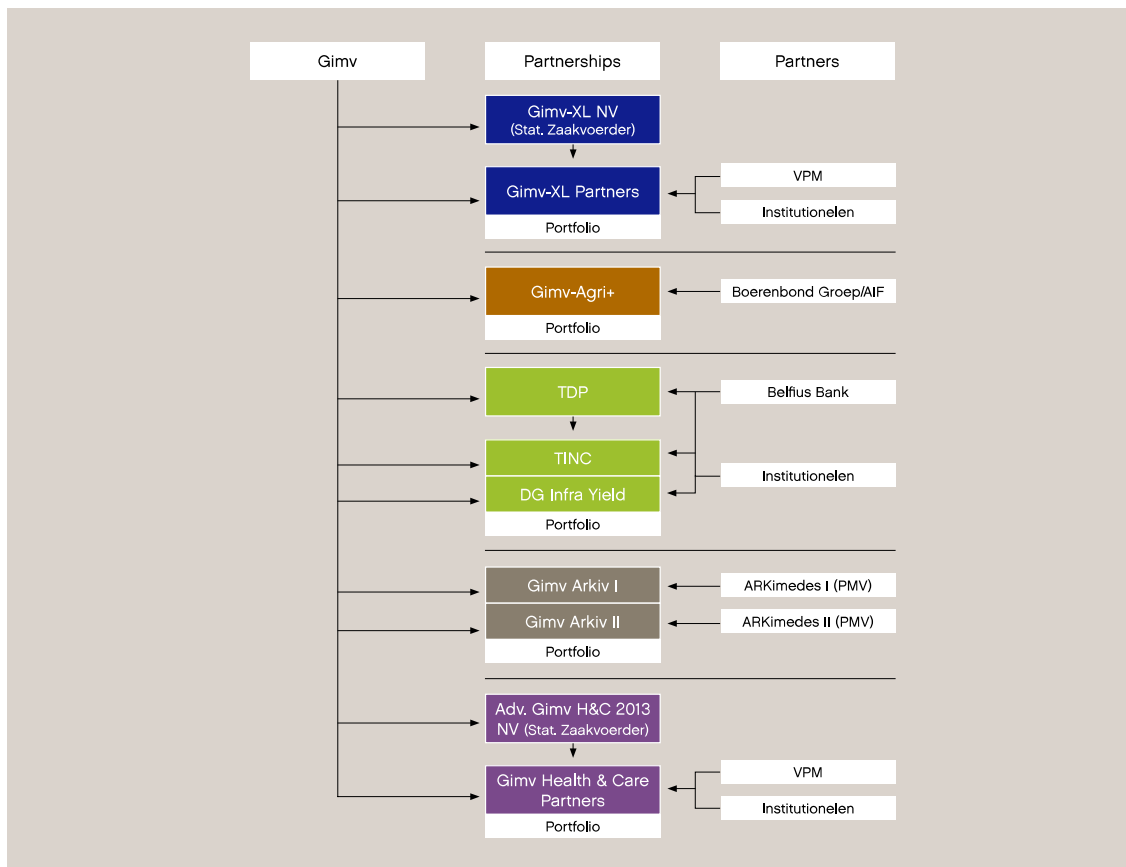 Gimv
Partnerships
Partners
Gimv-XL NV
(Stat. Zaakvoerder)
Gimv-XL Partners
Portfolio
VPM
Institutionelen
Gimv-Agri+
Portfolio
Boerenbond Groep/AIF
TDP
TINC
DG Infra Yield
Portfolio
Belfius Bank
Institutionelen
Gimv Arkiv I
Gimv Arkiv II
Portfolio
ARKimedes I (PMV)
ARKimedes II (PMV)
Adv. Gimv H&C 2013
NV (Stat. Zaakvoerder)
Gimv Health & Care
Partners
Portfolio
VPM
Institutionelen